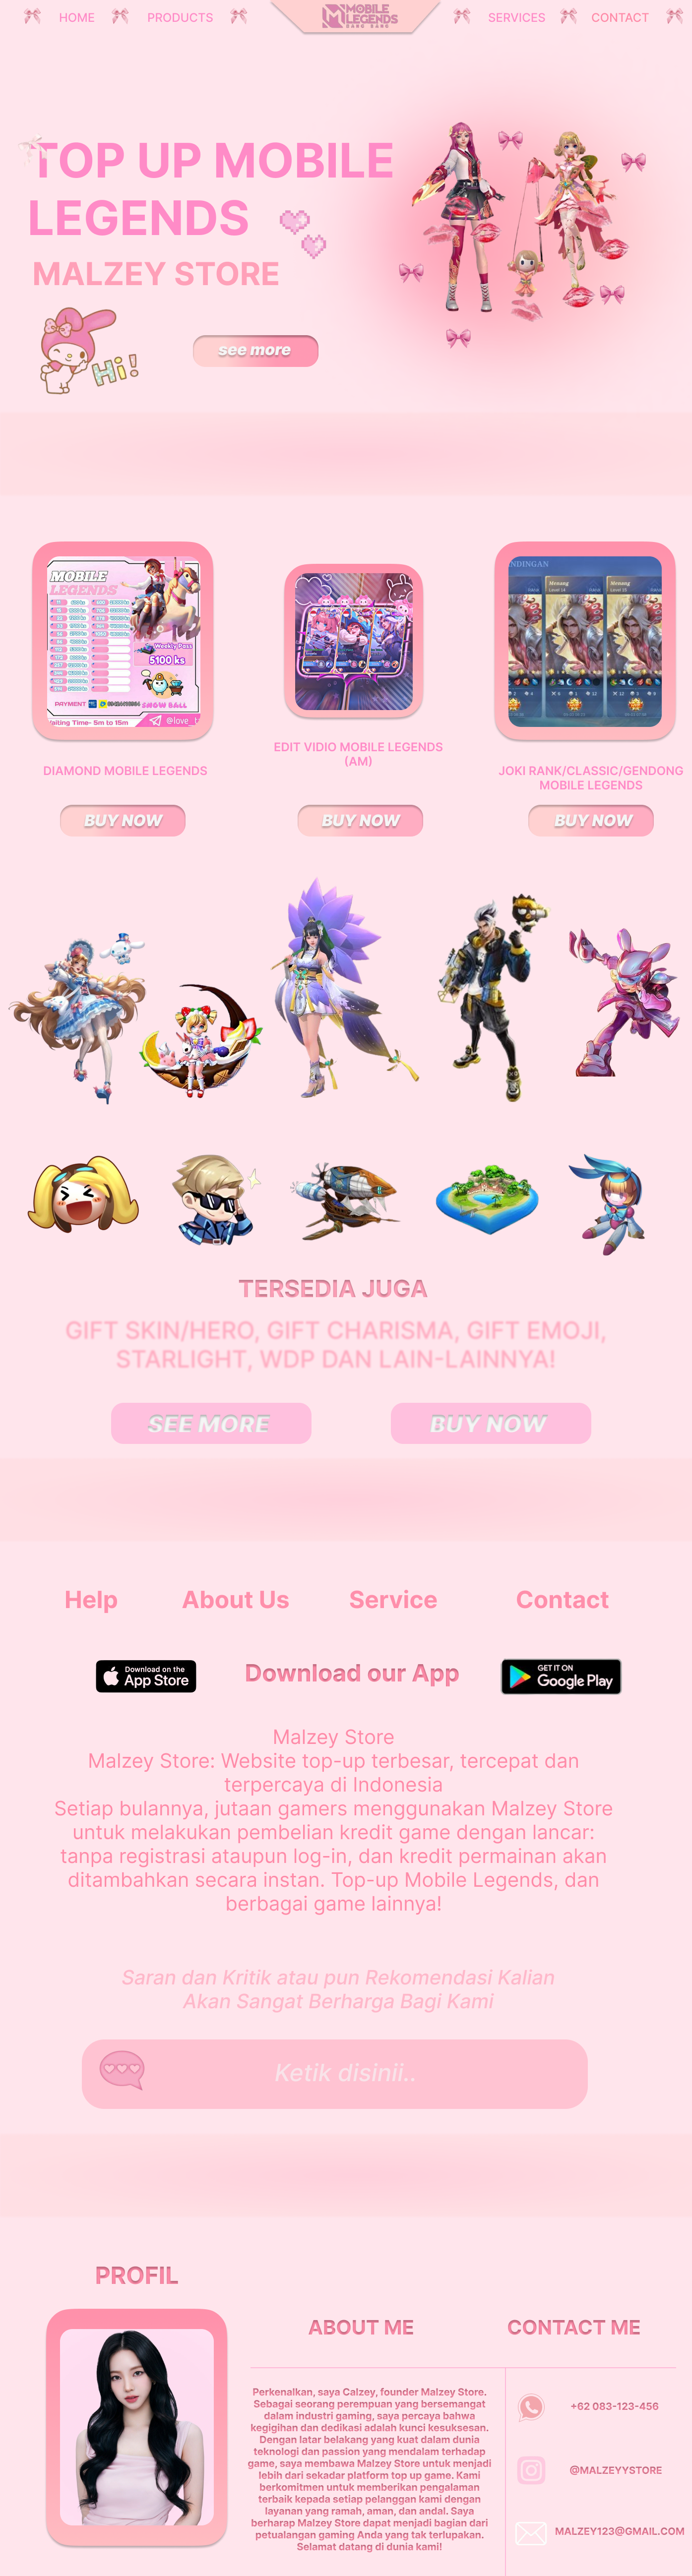 HOME
PRODUCTS
MOBILE
LEGENDS
BANG BANG
SERVICES
CONTACT
TOP UP MOBILE
LEGENDS
MALZEY STORE
Hi!
see more
MOBILE
LEGENDS
Weekly Pass
5100 ks
PAYMENT
SNOW BALL
aiting Time- 5m to 15m
NDINGAN
Menang
Level 14
Menang
Level 15
DIAMOND MOBILE LEGENDS
EDIT VIDIO MOBILE LEGENDS
(AM)
JOKI RANK/CLASSIC/GENDONG
MOBILE LEGENDS
BUY NOW
BUY NOW
BUY NOW
TERSEDIA JUGA
GIFT SKIN/HERO, GIFT CHARISMA, GIFT EMOJI,
STARLIGHT, WDP DAN LAIN-LAINNYA!
SEE MORE
BUY NOW
Help
About Us
Service
Contact
Download on the
App Store
Download our App
GET IT ON
Google Play
Malzey Store
Malzey Store: Website top-up terbesar, tercepat dan
terpercaya di Indonesia
Setiap bulannya, jutaan gamers menggunakan Malzey Store
untuk melakukan pembelian kredit game dengan lancar:
tanpa registrasi ataupun log-in, dan kredit permainan akan
ditambahkan secara instan. Top-up Mobile Legends, dan
berbagai game lainnya!
Saran dan Kritik atau pun Rekomendasi Kalian
Akan Sangat Berharga Bagi Kami
Ketik disinii..
PROFIL
ABOUT ME
CONTACT ME
Perkenalkan, saya Calzey, founder Malzey Store.
Sebagai seorang perempuan yang bersemangat
dalam industri gaming, saya percaya bahwa
kegigihan dan dedikasi adalah kunci kesuksesan.
Dengan latar belakang yang kuat dalam dunia
teknologi dan passion yang mendalam terhadap
game, saya membawa Malzey Store untuk menjadi
lebih dari sekadar platform top up game. Kami
berkomitmen untuk memberikan pengalaman
terbaik kepada setiap pelanggan kami dengan
layanan yang ramah, aman, dan andal. Saya
berharap Malzey Store dapat menjadi bagian dari
petualangan gaming Anda yang tak terlupakan.
Selamat datang di dunia kami!
+62 083-123-456
@MALZEYYSTORE
MALZEY123@GMAIL.COM